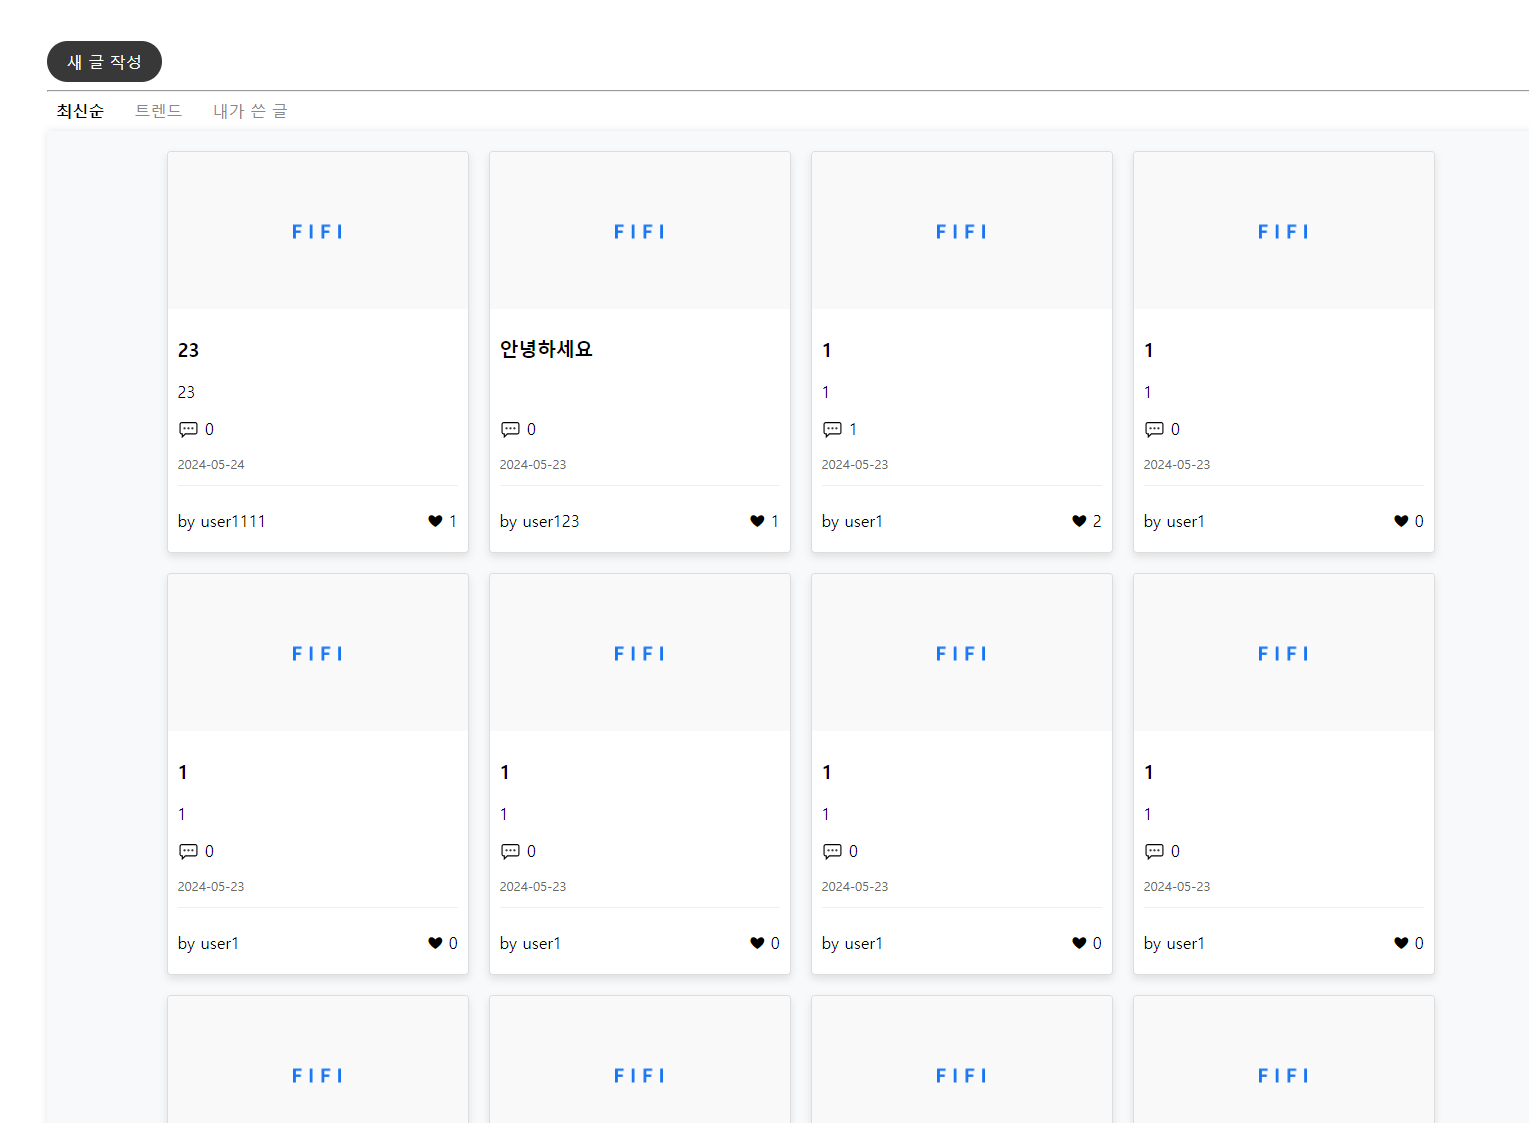 새 글 작성
최신순 트렌드 내가 쓴 글
FIFI FIFI FIFI FIFI
23 안녕하세요 1 1
23 1 1
0 0 1 0
2024-05-24 2024-05-23 2024-05-23 2024-05-23
by user1111 1 by user123 1 by user1 2 by user1 0
FIFI FIFI FIFI FIFI
1 1 1 1
1 1 1 1
0 0 0 0
2024-05-23 2024-05-23 2024-05-23 2024-05-23
by user1 0 by user1 0 by user1 0 by user1 0
FIFI FIFI FIFI FIFI